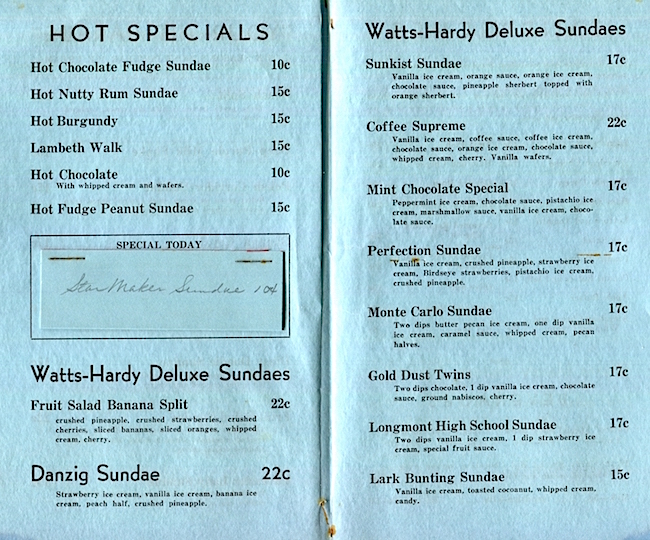 HOT SPECIALS
Hot Chocolate Fudge Sundae 10c
Hot Nutty Rum Sundae 15c
Hot Burgundy 15c
Lambeth Walk 15c
Hot Chocolate 10c
With whipped cream and wafers.
Hot Fudge Peanut Sundae 15c
SPECIAL TODAY
Star Maker Sundae 10¢
Watts-Hardy Deluxe Sundaes
Fruit Salad Banana Split 22c
crushed pineapple, crushed strawberries, crushed
cherries, sliced bananas, sliced oranges, whipped
cream, cherry.
Danzig Sundae 22c
Strawberry ice cream, vanilla ice cream, banana ice
cream, peach half, crushed pineapple.
Watts-Hardy Deluxe Sundaes
Sunkist Sundae 17c
Vanilla ice cream, orange sauce, orange ice cream,
chocolate sauce, pineapple sherbert topped with
orange sherbert.
Coffee Supreme 22c
Vanilla ice cream, coffee sauce, coffee ice cream,
chocolate sauce, orange ice cream, chocolate sauce,
whipped cream, cherry. Vanilla wafers.
Mint Chocolate Special 17c
Peppermint ice cream, chocolate sauce, pistachio ice
cream, marshmallow sauce, vanilla ice cream, choco-
late sauce.
Perfection Sundae 17c
Vanilla ice cream, crushed pineapple, strawberry ice
cream, Birdseye strawberries, pistachio ice cream,
crushed pineapple.
Monte Carlo Sundae 17c
Two dips butter pecan ice cream, one dip vanilla
ice cream, caramel sauce, whipped cream, pecan
halves.
Gold Dust Twins 17c
Two dips chocolate, 1 dip vanilla ice cream, chocolate
sauce, ground nabiscos, cherry.
Longmont High School Sundae 17c
Two dips vanilla ice cream, 1 dip strawberry ice
cream, special fruit sauce.
Lark Bunting Sundae 15c
Vanilla ice cream, toasted cocoanut, whipped cream,
candy.